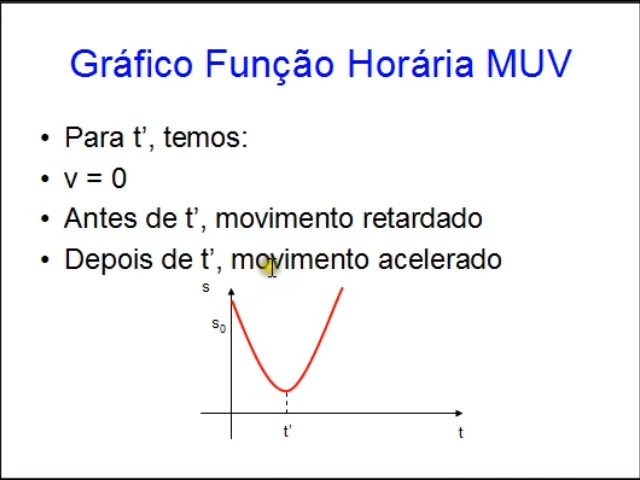 Gráfico Função Horária MUV
• Para t’, temos:
• v = 0
• Antes de t’, movimento retardado
• Depois de t’, movimento acelerado
s
s₀
t’
t